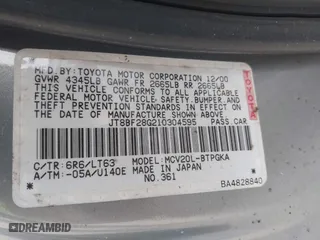 MFD.BY:TOYOTA MOTOR CORPORATION 12/00
GVWR 4345LB GAWR FR 2665LB RR 2665LB
THIS VEHICLE CONFORMS TO ALL APPLICABLE
FEDERAL MOTOR VEHICLE SAFETY, BUMPER, AND
THEFT PREVENTION STANDARDS IN EFFECT ON
THE DATE OF MANUFACTURE SHOWN ABOVE.
JT8BF28G210304595 PASS.CAR
C/TR: 6R6/LT63 MODEL: MCV20L-BTPGKA
A/TM: -05A/U140E MADE IN JAPAN
NO.361
BA4828840